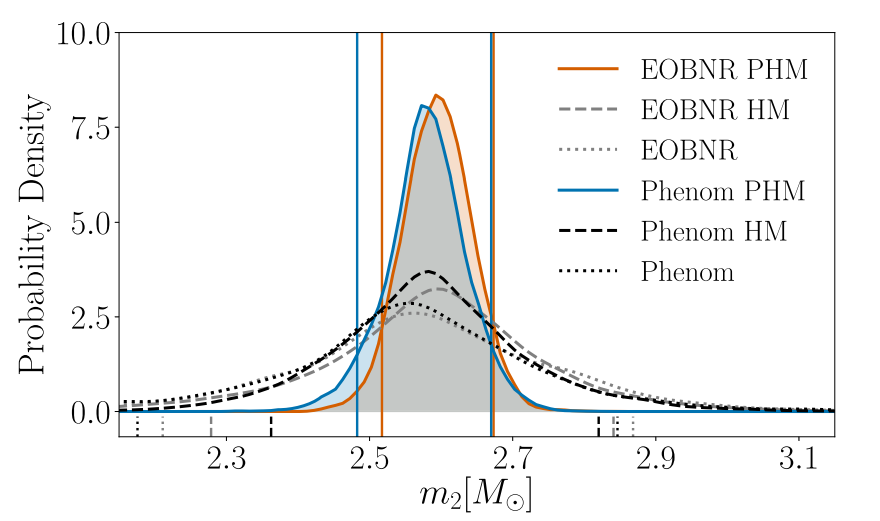 10.0
7.5
5.0
2.5
0.0
Probability Density
EOBNR PHM
EOBNR HM
EOBNR
Phenom PHM
Phenom HM
Phenom
2.3 2.5 2.7 2.9 3.1
m₂[M⊙]